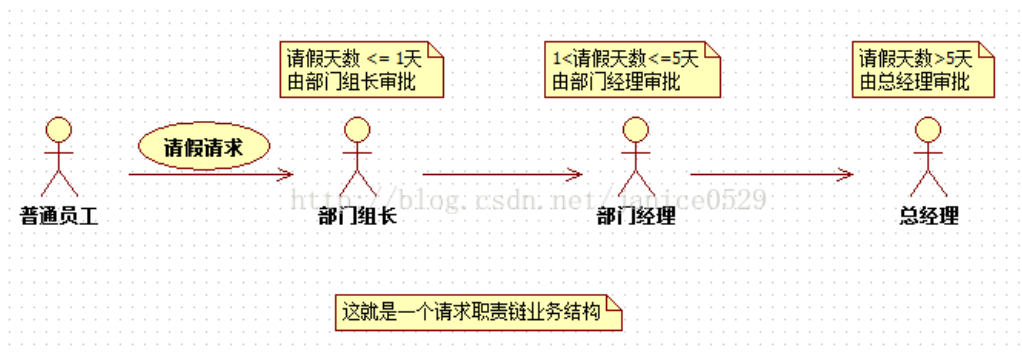 请假天数 <= 1天
由部门组长审批
1<请假天数<=5天
由部门经理审批
请假天数>5天
由总经理审批
请假请求
http://blog.csdn.net/janice0529
普通员工
部门组长
部门经理
总经理
这就是一个请求职责链业务结构